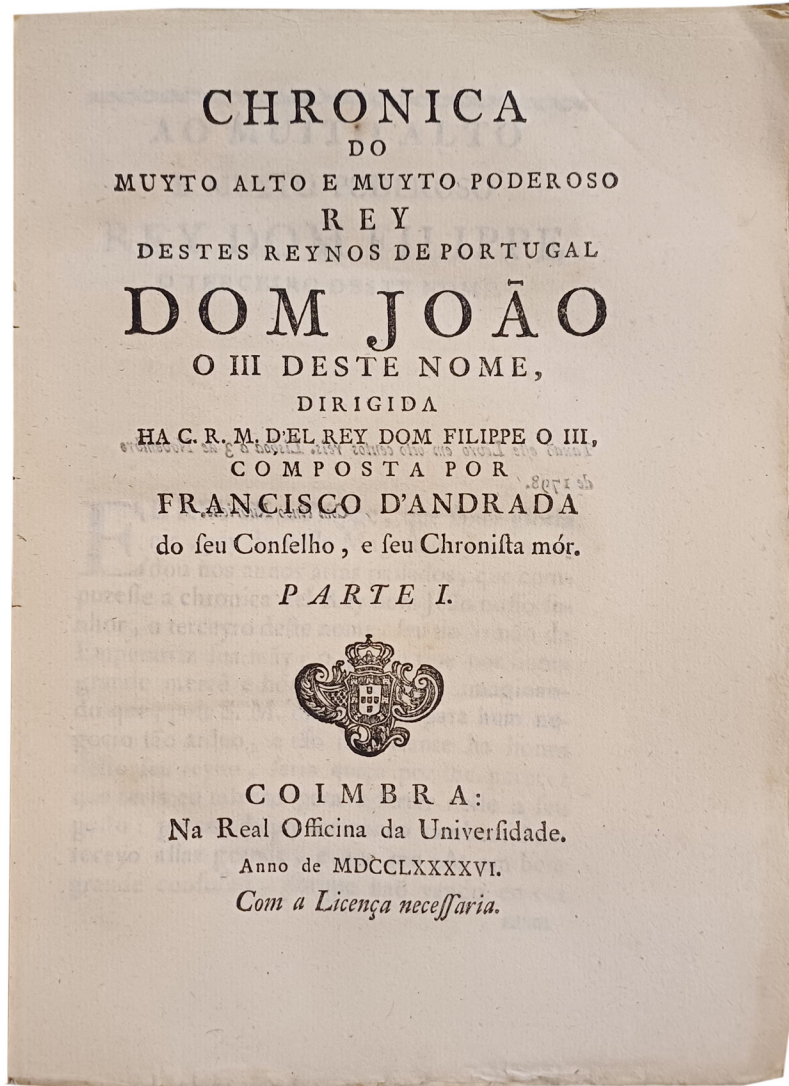 CHRONICA
DO
MUYTO ALTO E MUYTO PODEROSO
REY
DESTES REYNOS DE PORTUGAL
DOM JOÃO
O III DESTE NOME,
DIRIGIDA
HA C. R. M. D'EL REY DOM FILIPPE O III,
COMPOSTA POR
FRANCISCO D'ANDRADA
do ſeu Conſelho, e ſeu Chroniſta mór.
PARTE I.
COIMBRA:
Na Real Officina da Univerſidade.
Anno de MDCCLXXXXVI.
Com a Licença neceſſaria.